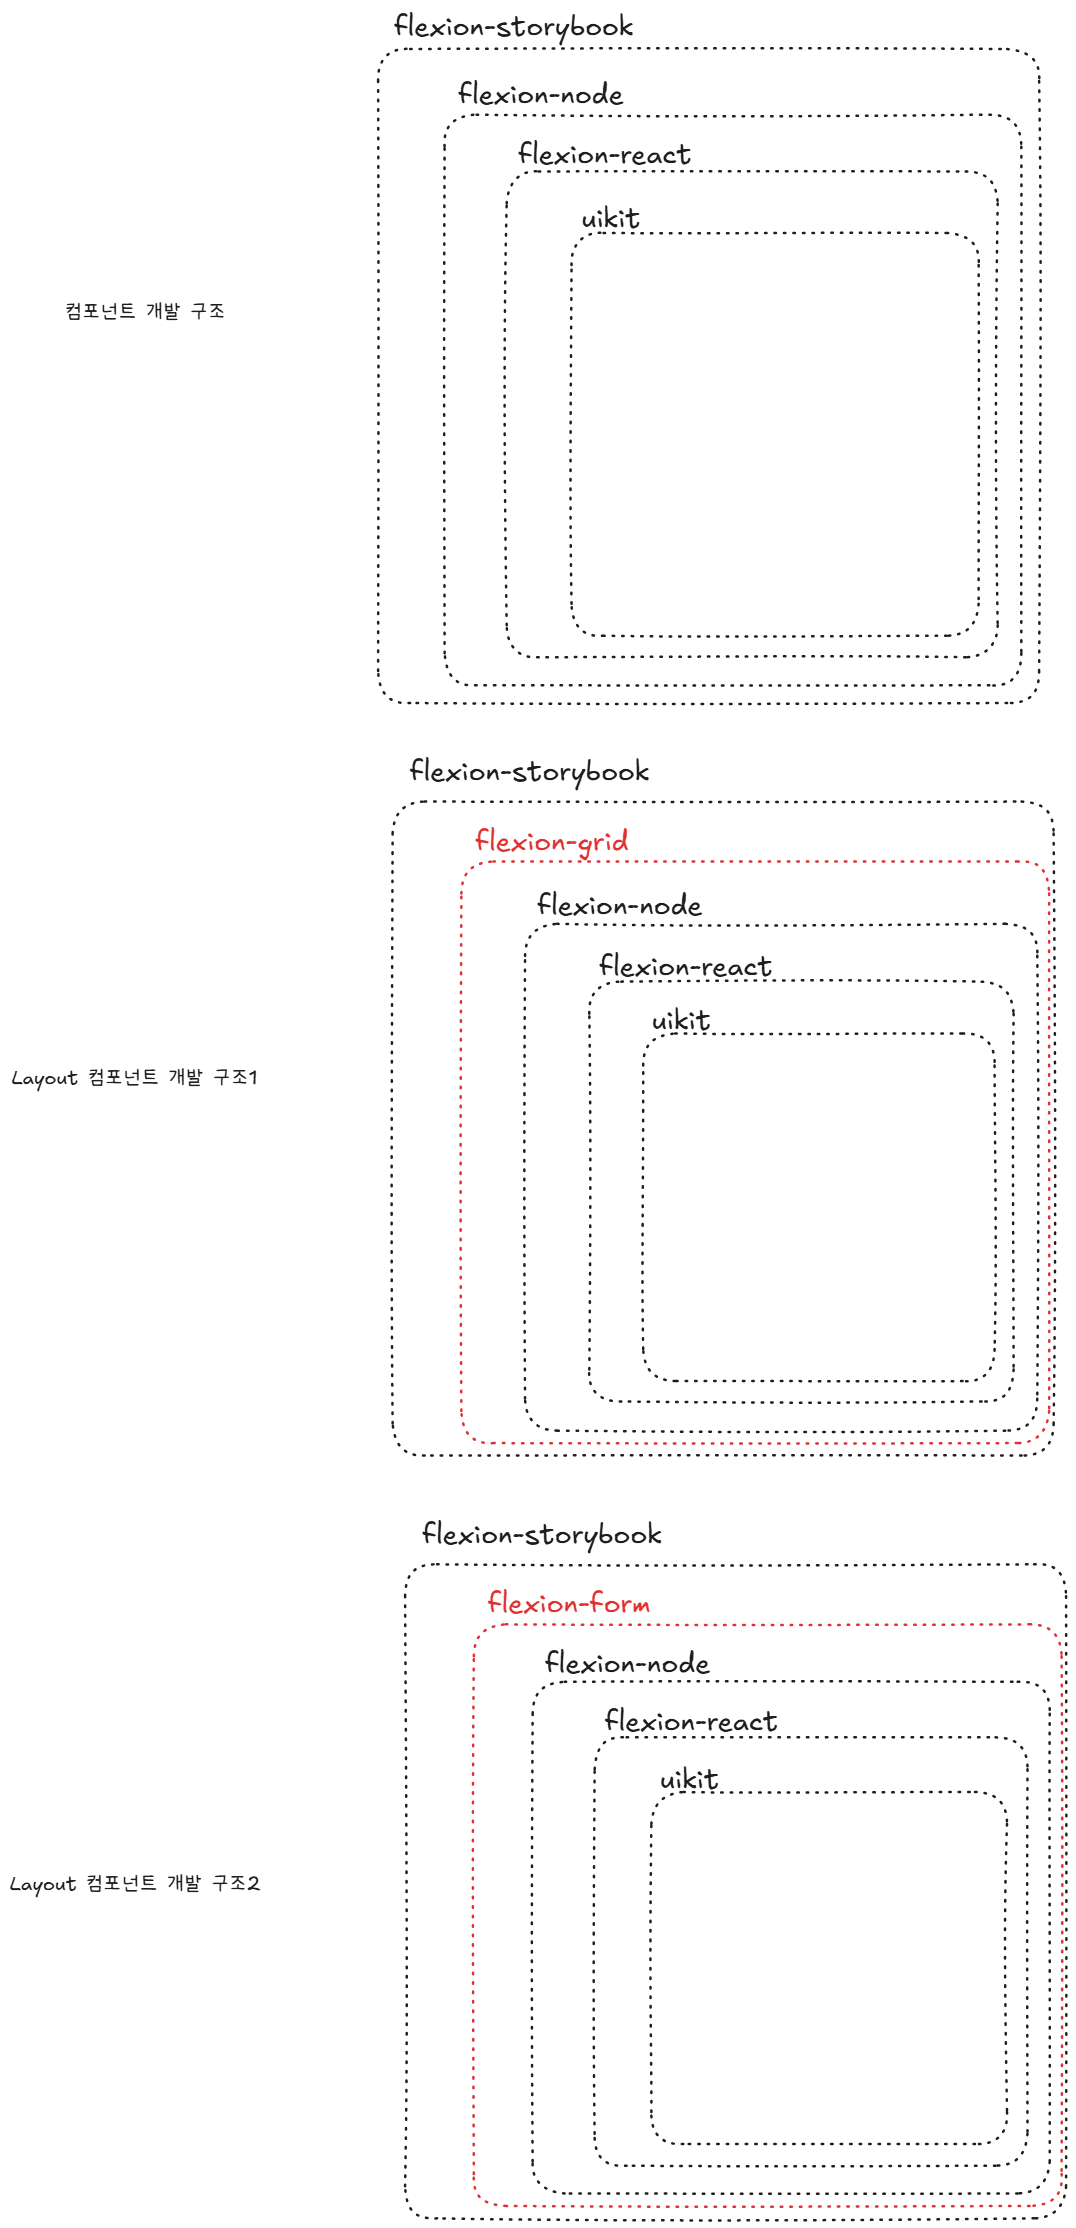 flexion-storybook
flexion-node
flexion-react
uikit
컴포넌트 개발 구조
flexion-storybook
flexion-grid
flexion-node
flexion-react
uikit
Layout 컴포넌트 개발 구조1
flexion-storybook
flexion-form
flexion-node
flexion-react
uikit
Layout 컴포넌트 개발 구조2